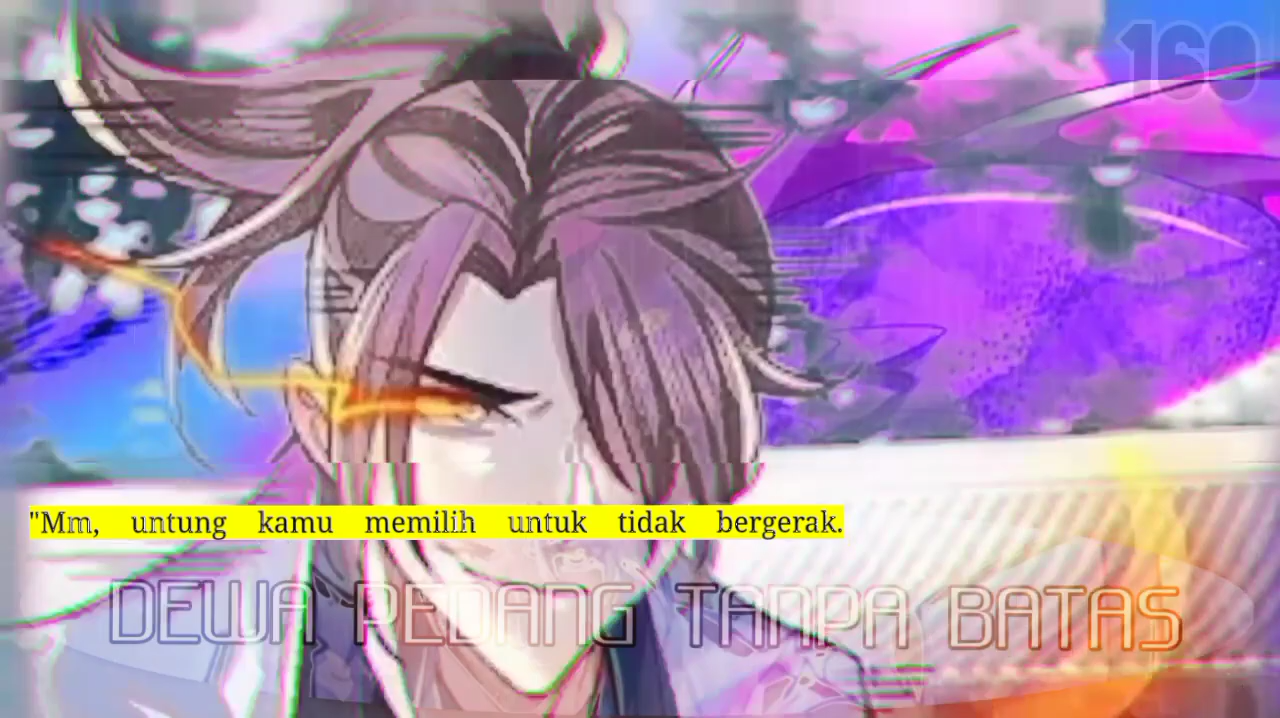 160
"Mm, untung kamu memilih untuk tidak bergerak.
DEWA PEDANG TANPA BATAS